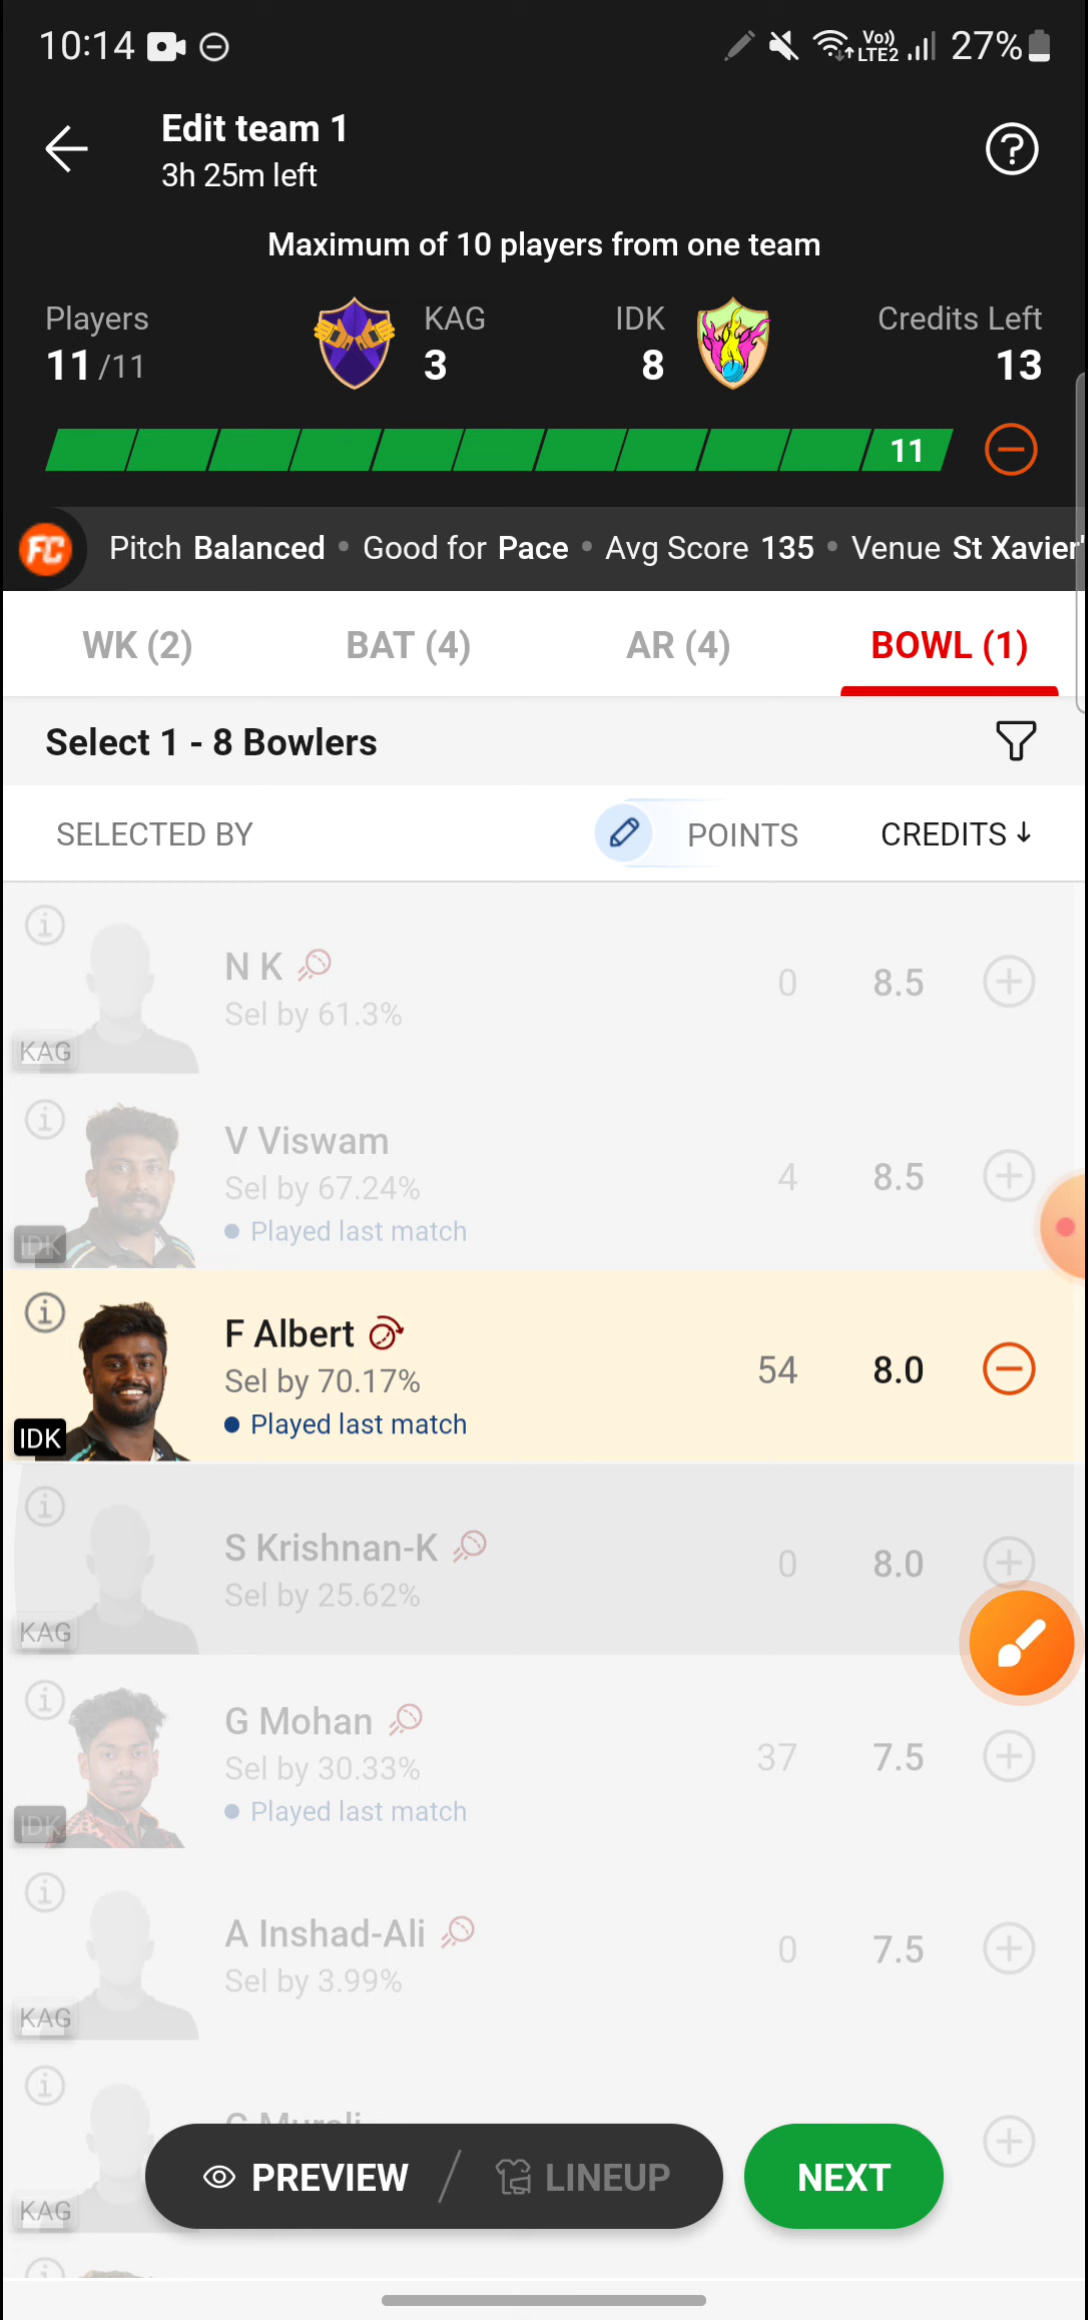 10:14 Vo)) LTE2 27%
Edit team 1
3h 25m left
Maximum of 10 players from one team
Players KAG IDK Credits Left
11/11 3 8 13
11
FC Pitch Balanced • Good for Pace • Avg Score 135 • Venue St Xavier'
WK (2) BAT (4) AR (4) BOWL (1)
Select 1 - 8 Bowlers
SELECTED BY POINTS CREDITS ↓
N K
Sel by 61.3% 0 8.5
KAG
V Viswam
Sel by 67.24% 4 8.5
• Played last match
IDK
F Albert
Sel by 70.17% 54 8.0
• Played last match
IDK
S Krishnan-K
Sel by 25.62% 0 8.0
KAG
G Mohan
Sel by 30.33% 37 7.5
• Played last match
IDK
A Inshad-Ali
Sel by 3.99% 0 7.5
KAG
PREVIEW / LINEUP NEXT
KAG